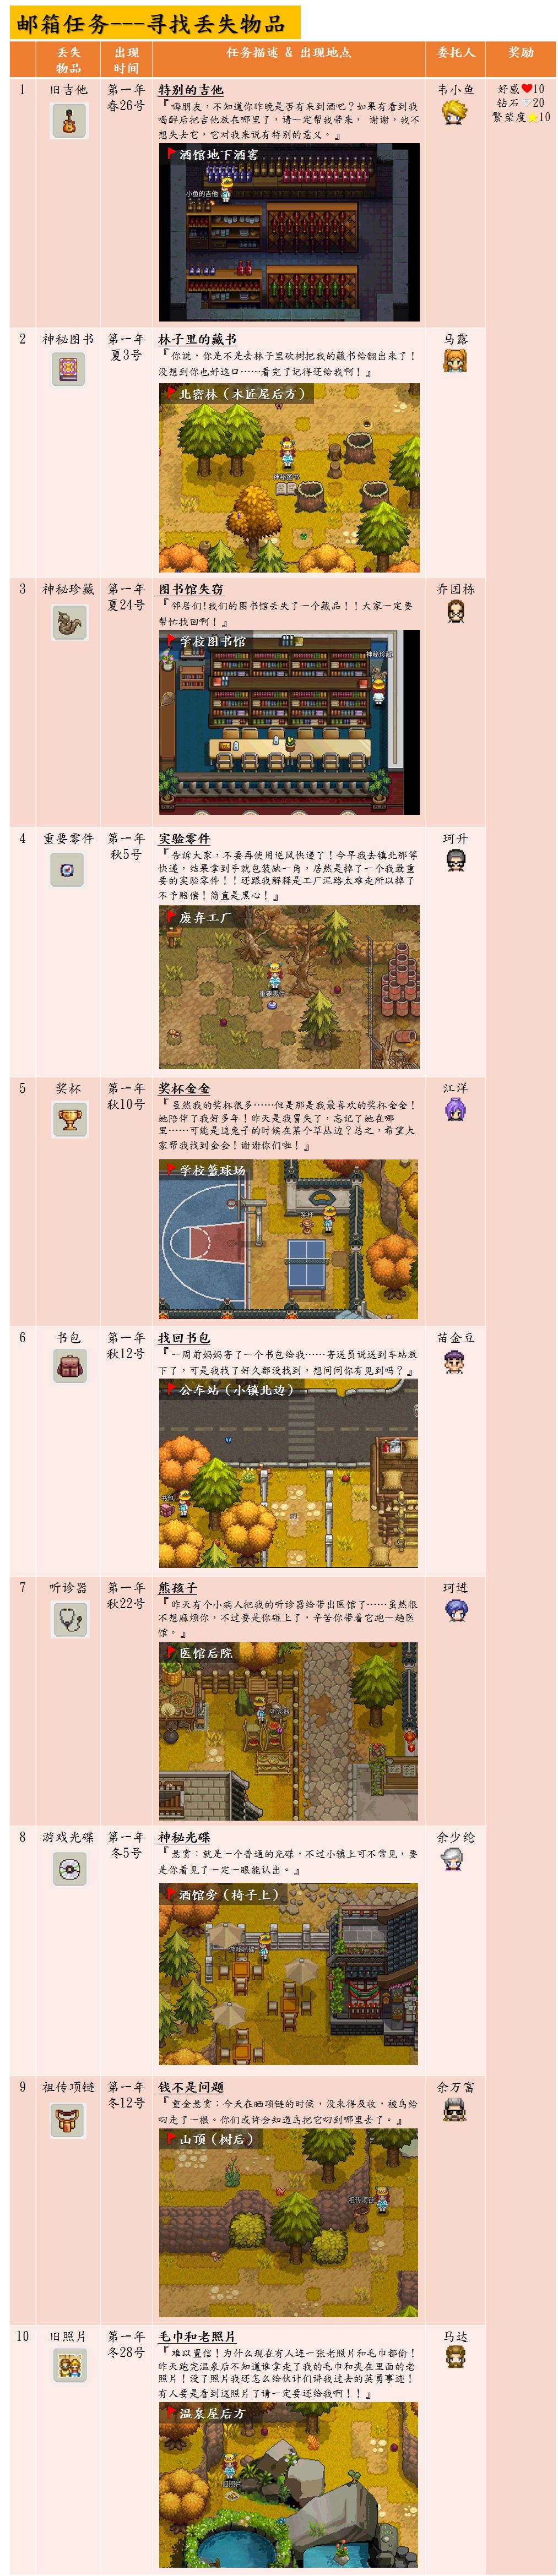 邮箱任务---寻找丢失物品
丢失
物品
出现
时间
任务描述 & 出现地点
委托人
奖励
1
旧吉他
第一年
春26号
特别的吉他
『嗨朋友，不知道你昨晚是否有来到酒吧？如果有看到我
喝醉后把吉他放在哪里了，请一定帮我带来， 谢谢，我不
想失去它，它对我来说有特别的意义。』
酒馆地下酒窖
小鱼的吉他
韦小鱼
好感❤10
钻石20
繁荣度★10
2
神秘图书
第一年
夏3号
林子里的藏书
『你说，你是不是去林子里砍树把我的藏书给翻出来了！
没想到你也好这口……看完了记得还给我啊！』
北密林（木匠屋后方）
神秘图书
马露
3
神秘珍藏
第一年
夏24号
图书馆失窃
『邻居们!我们的图书馆丢失了一个藏品！！大家一定要
帮忙找回啊！』
学校图书馆
神秘珍藏
乔国栋
4
重要零件
第一年
秋5号
实验零件
『告诉大家，不要再使用逆风快递了！今早我去镇北那等
快递，结果拿到手就包装缺一角，居然是掉了一个我最重
要的实验零件！！还跟我解释是工厂泥路太难走所以掉了
不予赔偿！简直是黑心！』
废弃工厂
重要零件
珂升
5
奖杯
第一年
秋10号
奖杯金金
『虽然我的奖杯很多……但是那是我最喜欢的奖杯金金！
她陪伴了我好多年！昨天是我冒失了，忘记了她在哪
里……可能是追兔子的时候在某个草丛边？总之，希望大
家帮我找到金金！谢谢你们啦！』
学校篮球场
奖杯
江洋
6
书包
第一年
秋12号
找回书包
『一周前妈妈寄了一个书包给我……寄送员说送到车站放
下了，可是我找了好久都没找到，想问问你有见到吗？』
公车站（小镇北边）
书包
苗金豆
7
听诊器
第一年
秋22号
熊孩子
『昨天有个小病人把我的听诊器给带出医馆了……虽然很
不想麻烦你，不过要是你碰上了，辛苦你带着它跑一趟医
馆。』
医馆后院
珂进
8
游戏光碟
第一年
冬5号
神秘光碟
『悬赏：就是一个普通的光碟，不过小镇上可不常见，要
是你看见了一定一眼能认出。』
酒馆旁（椅子上）
游戏光碟
余少纶
9
祖传项链
第一年
冬12号
钱不是问题
『重金悬赏：今天在晒项链的时候，没来得及收，被鸟给
叼走了一根。你们或许会知道鸟把它叼到哪里去了。』
山顶（树后）
祖传项链
余万富
10
旧照片
第一年
冬28号
毛巾和老照片
『难以置信！为什么现在有人连一张老照片和毛巾都偷！
昨天跑完温泉后不知道谁拿走了我的毛巾和夹在里面的老
照片！没了照片我还怎么给伙计们讲我过去的英勇事迹！
有人要是看到这照片了请一定要还给我啊！！』
温泉屋后方
旧照片
马达